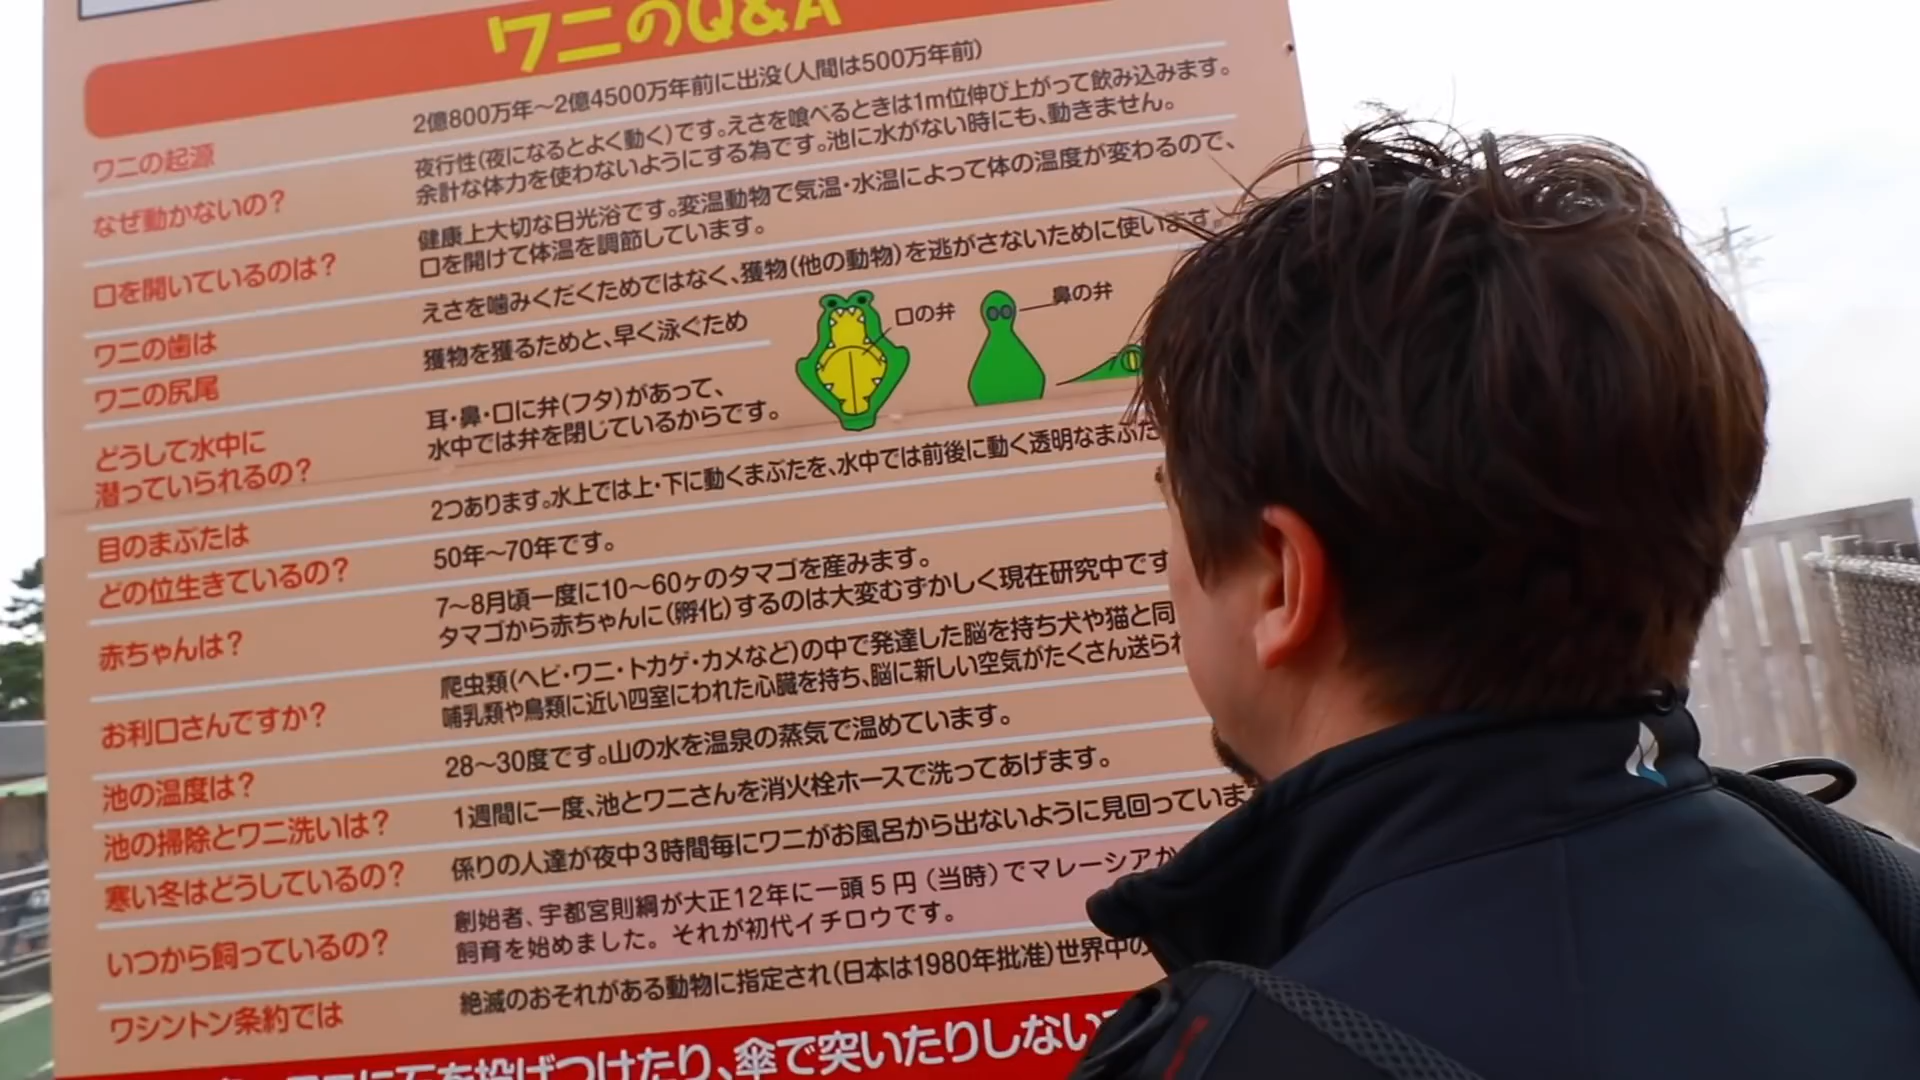 ワニのQ&A
ワニの起源
2億800万年〜2億4500万年前に出没(人間は500万年前)
なぜ動かないの?
夜行性(夜になるとよく動く)です。えさを喰べるときは1m位伸び上がって飲み込みます。
余計な体力を使わないようにする為です。池に水がない時にも、動きません。
口を開いているのは?
健康上大切な日光浴です。変温動物で気温・水温によって体の温度が変わるので、
口を開けて体温を調節しています。
ワニの歯は
えさを噛みくだくためではなく、獲物(他の動物)を逃がさないために使います。
ワニの尻尾
獲物を獲るためと、早く泳ぐため
口の弁
鼻の弁
どうして水中に
潜っていられるの?
耳・鼻・口に弁(フタ)があって、
水中では弁を閉じているからです。
目のまぶたは
2つあります。水上では上・下に動くまぶたを、水中では前後に動く透明なまぶた
どの位生きているの?
50年〜70年です。
赤ちゃんは?
7〜8月頃一度に10〜60ヶのタマゴを産みます。
タマゴから赤ちゃんに(孵化)するのは大変むずかしく現在研究中です
お利口さんですか?
爬虫類(ヘビ・ワニ・トカゲ・カメなど)の中で発達した脳を持ち犬や猫と同
哺乳類や鳥類に近い四室にわれた心臓を持ち、脳に新しい空気がたくさん送られ
池の温度は?
28〜30度です。山の水を温泉の蒸気で温めています。
池の掃除とワニ洗いは?
1週間に一度、池とワニさんを消火栓ホースで洗ってあげます。
寒い冬はどうしているの?
係りの人達が夜中3時間毎にワニがお風呂から出ないように見回っていま
いつから飼っているの?
創始者、宇都宮則綱が大正12年に一頭5円(当時)でマレーシアか
飼育を始めました。それが初代イチロウです。
ワシントン条約では
絶滅のおそれがある動物に指定され(日本は1980年批准)世界中の
に石を投げつけたり、傘で突いたりしない